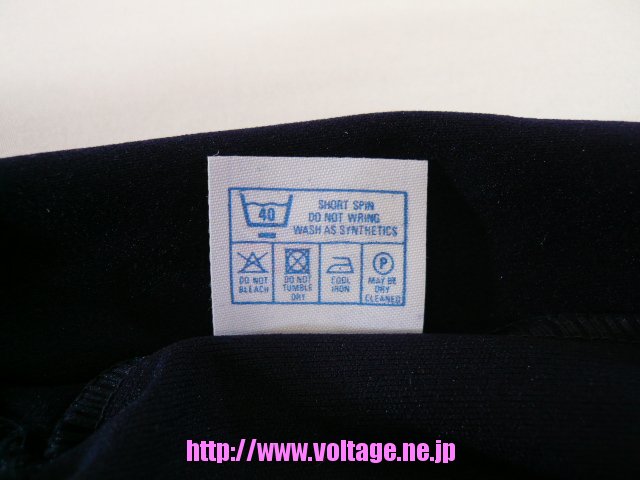 40
SHORT SPIN
DO NOT WRING
WASH AS SYNTHETICS
DO NOT
BLEACH
DO NOT
TUMBLE
DRY
COOL
IRON
P
MAY BE
DRY
CLEANED
http://www.voltage.ne.jp